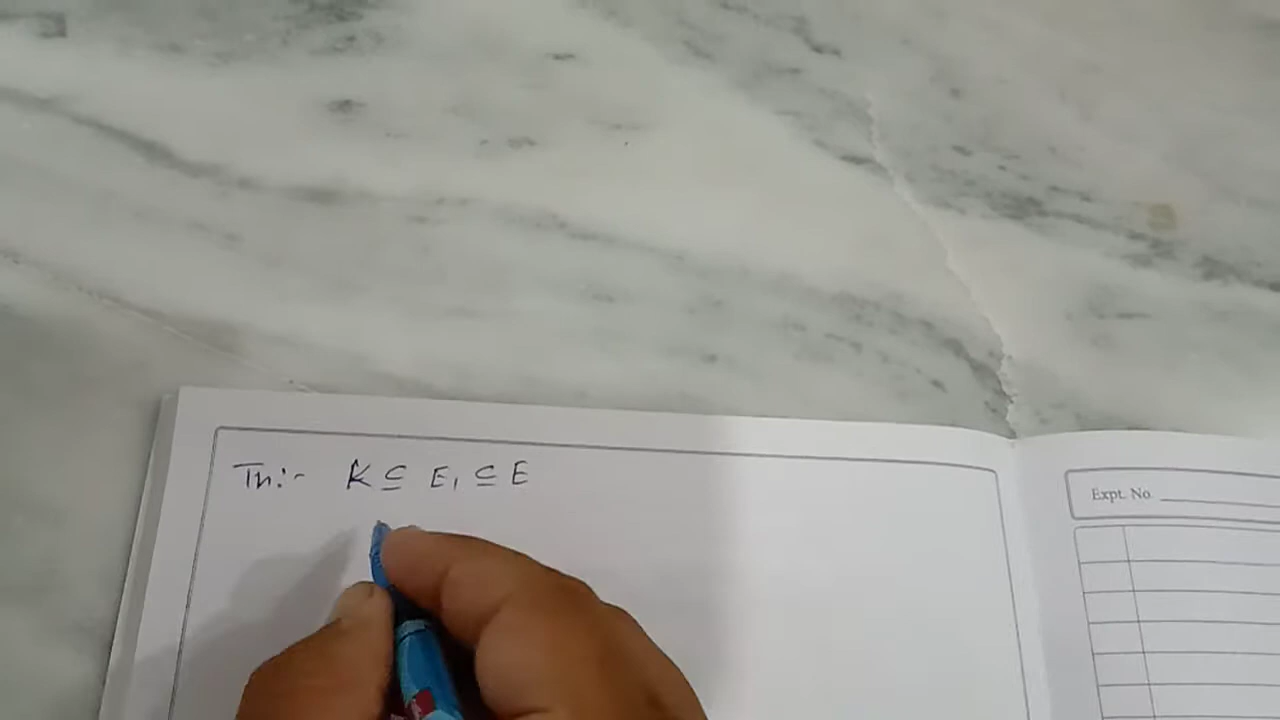 Th:- K ⊆ E₁ ⊆ E
Expt. No.